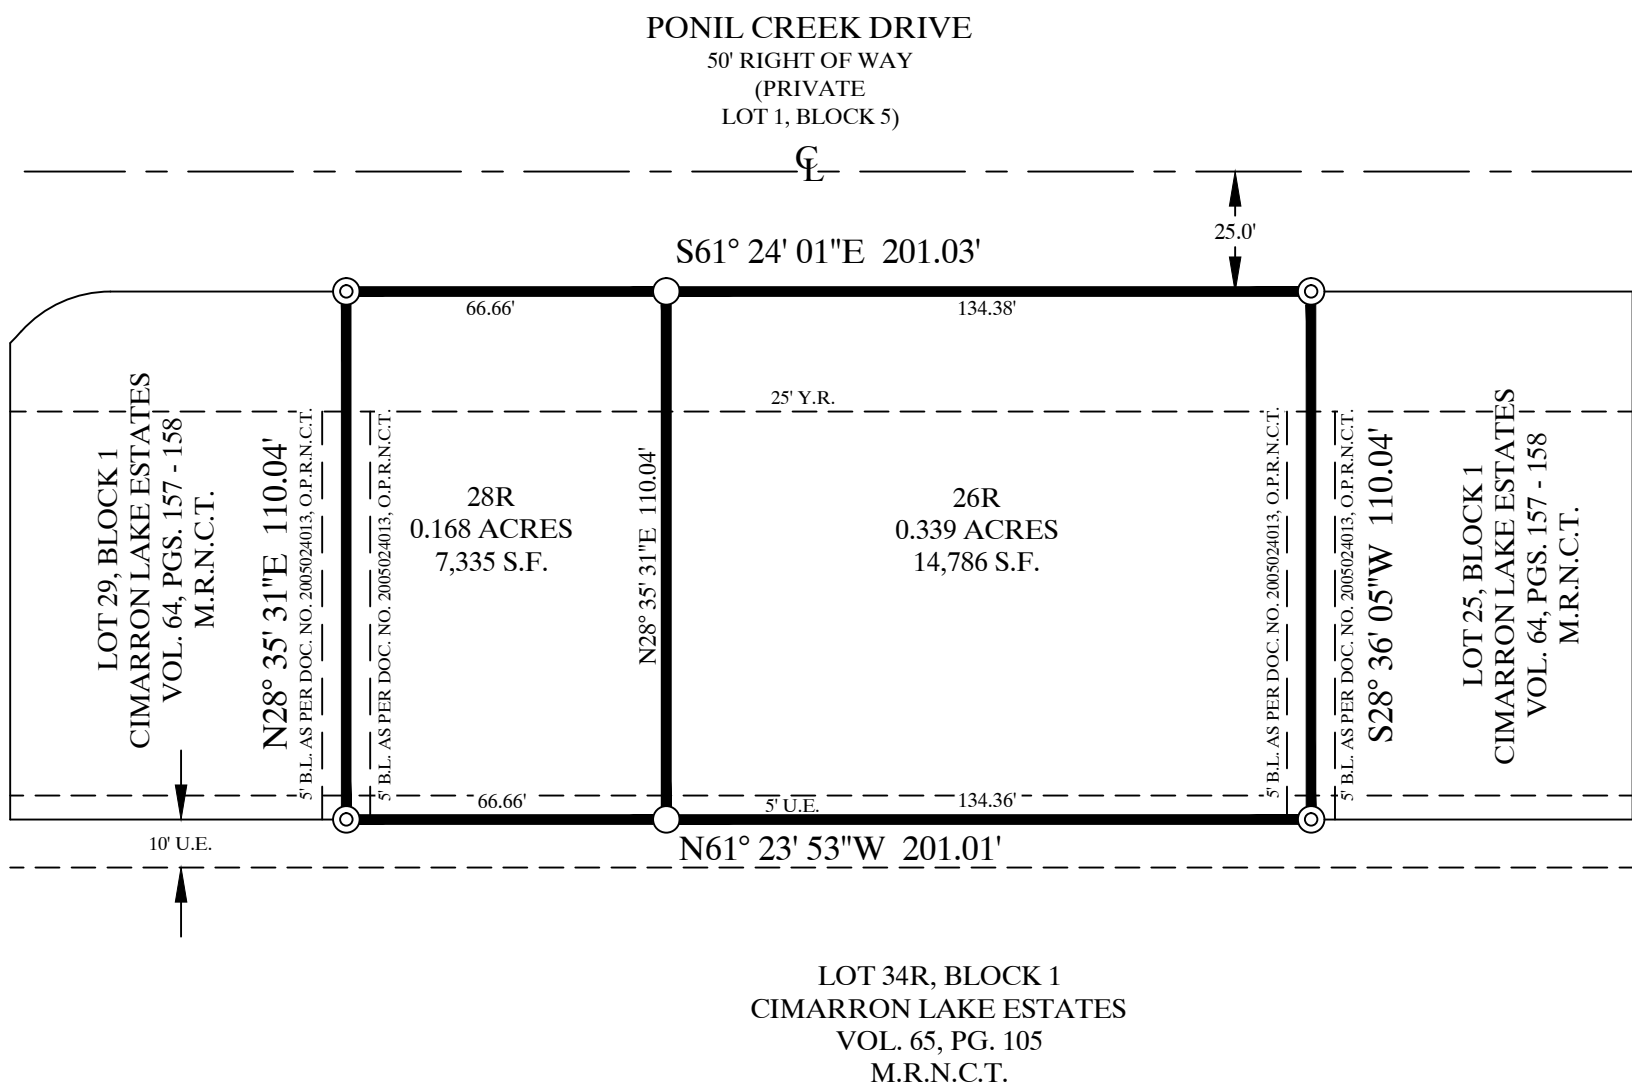 PONIL CREEK DRIVE
50' RIGHT OF WAY
(PRIVATE
LOT 1, BLOCK 5)
℄
25.0'
S61° 24' 01"E 201.03'
66.66'
134.38'
25' Y.R.
LOT 29, BLOCK 1
CIMARRON LAKE ESTATES
VOL. 64, PGS. 157 - 158
M.R.N.C.T.
N28° 35' 31"E 110.04'
5' B.L. AS PER DOC. NO. 2005024013, O.P.R.N.C.T.
5' B.L. AS PER DOC. NO. 2005024013, O.P.R.N.C.T.
28R
0.168 ACRES
7,335 S.F.
N28° 35' 31"E 110.04'
26R
0.339 ACRES
14,786 S.F.
5' B.L. AS PER DOC. NO. 2005024013, O.P.R.N.C.T.
5' B.L. AS PER DOC. NO. 2005024013, O.P.R.N.C.T.
S28° 36' 05"W 110.04'
LOT 25, BLOCK 1
CIMARRON LAKE ESTATES
VOL. 64, PGS. 157 - 158
M.R.N.C.T.
66.66'
5' U.E.
134.36'
10' U.E.
N61° 23' 53"W 201.01'
LOT 34R, BLOCK 1
CIMARRON LAKE ESTATES
VOL. 65, PG. 105
M.R.N.C.T.